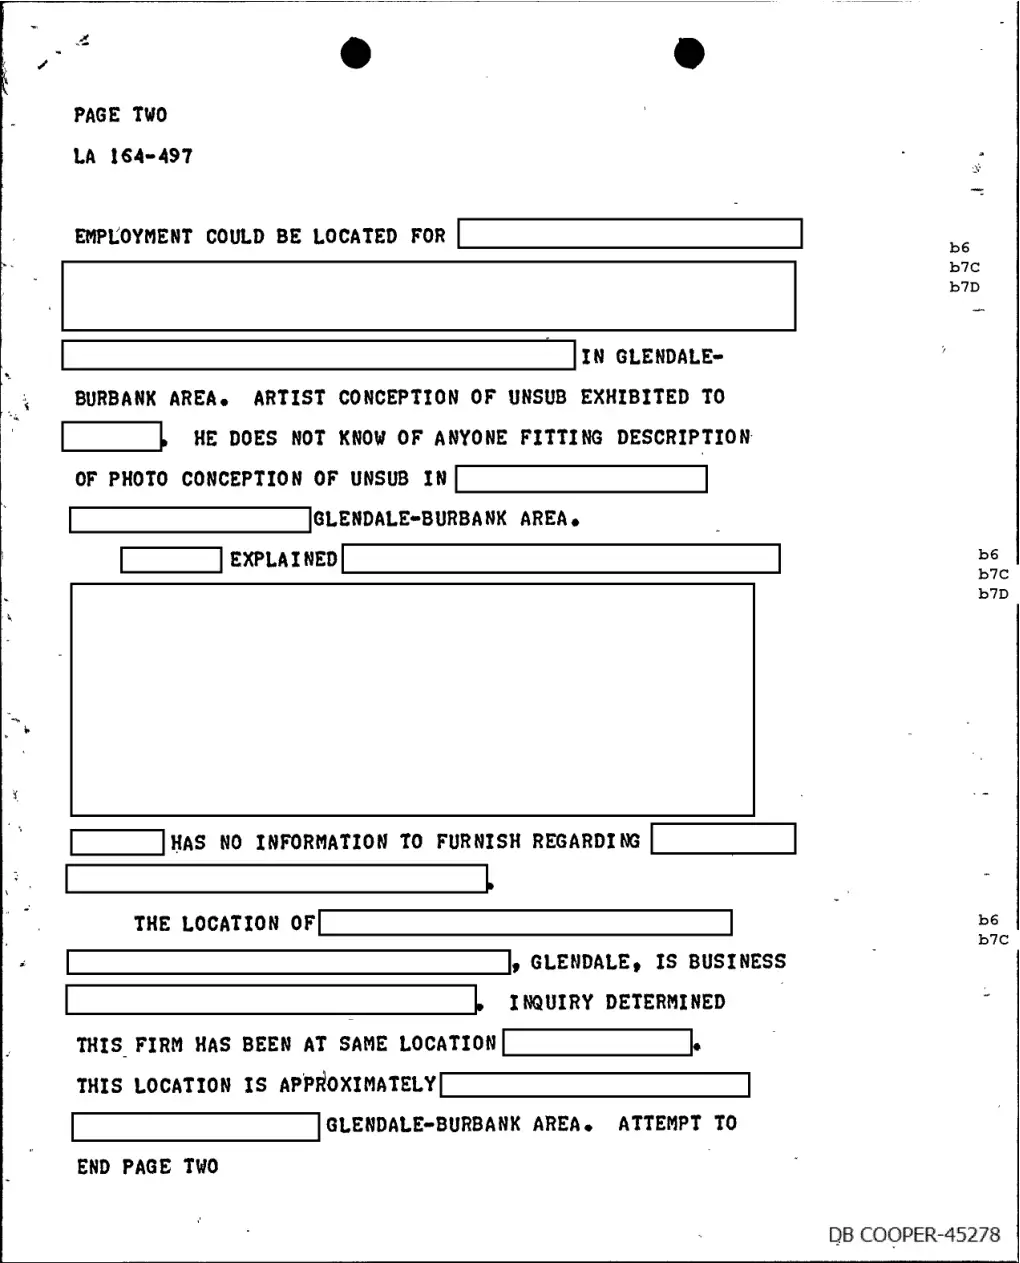 PAGE TWO
LA 164-497
EMPLOYMENT COULD BE LOCATED FOR
b6
b7C
b7D
IN GLENDALE-
BURBANK AREA. ARTIST CONCEPTION OF UNSUB EXHIBITED TO
. HE DOES NOT KNOW OF ANYONE FITTING DESCRIPTION
OF PHOTO CONCEPTION OF UNSUB IN
GLENDALE-BURBANK AREA.
EXPLAINED
b6
b7C
b7D
HAS NO INFORMATION TO FURNISH REGARDING
.
THE LOCATION OF
b6
b7C
, GLENDALE, IS BUSINESS
. INQUIRY DETERMINED
THIS FIRM HAS BEEN AT SAME LOCATION .
THIS LOCATION IS APPROXIMATELY
GLENDALE-BURBANK AREA. ATTEMPT TO
END PAGE TWO
DB COOPER-45278